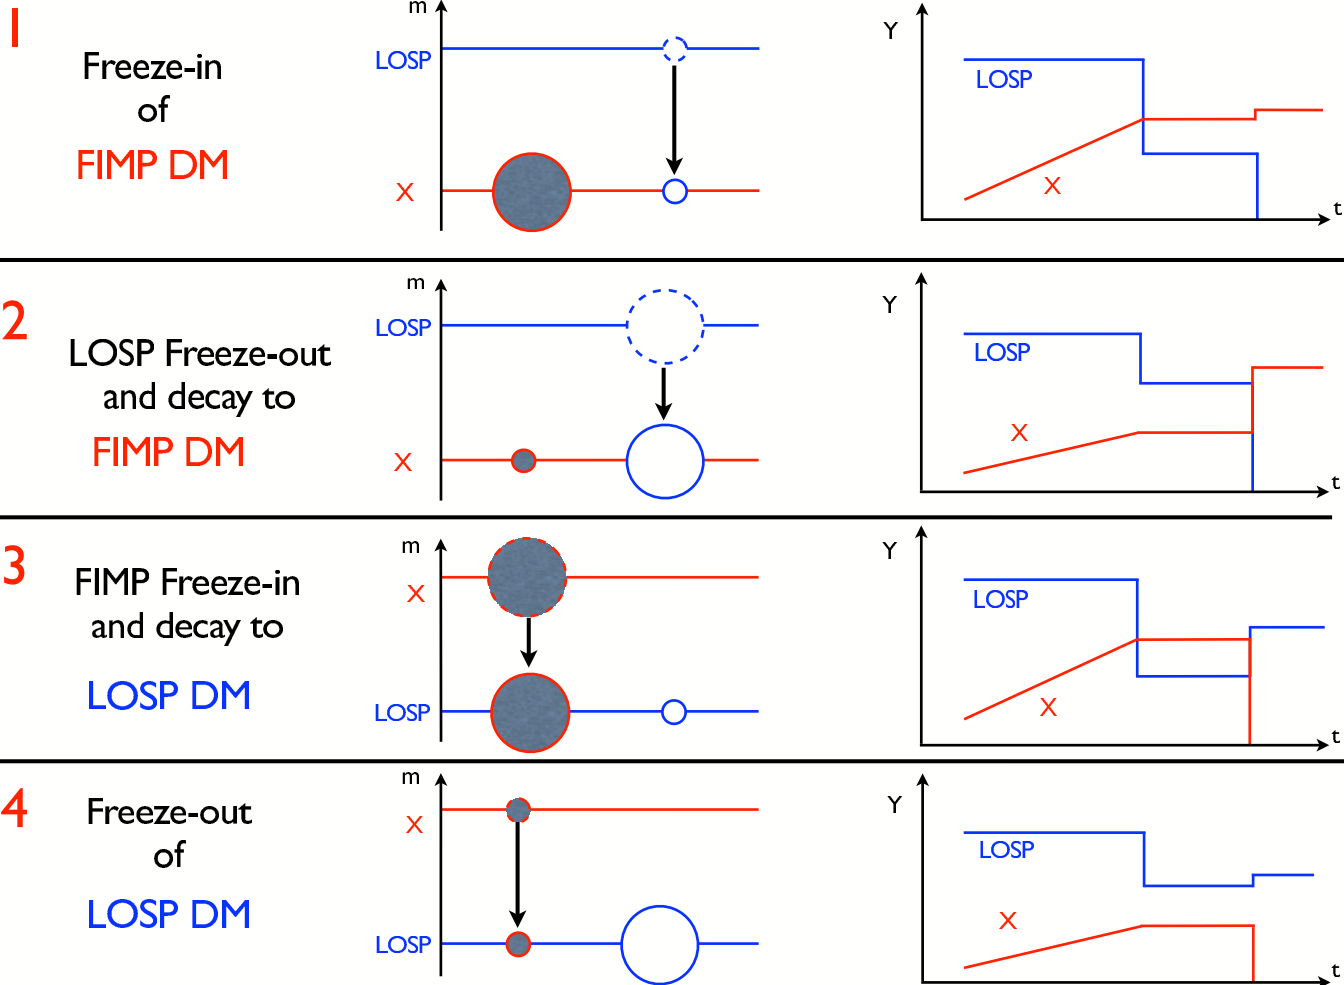 1
Freeze-in
of
FIMP DM
m
LOSP
X
Y
LOSP
X
t
2
LOSP Freeze-out
and decay to
FIMP DM
m
LOSP
X
Y
LOSP
X
t
3
FIMP Freeze-in
and decay to
LOSP DM
m
X
LOSP
Y
LOSP
X
t
4
Freeze-out
of
LOSP DM
m
X
LOSP
Y
LOSP
X
t